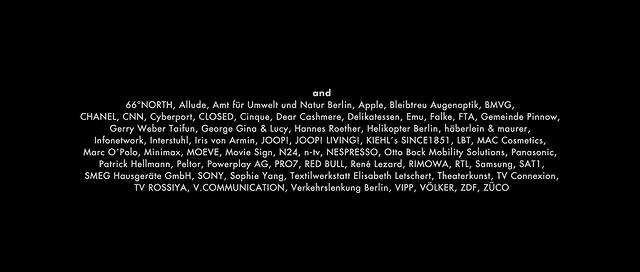 and
66°NORTH, Allude, Amt für Umwelt und Natur Berlin, Apple, Bleibtreu Augenoptik, BMVG,
CHANEL, CNN, Cyberport, CLOSED, Cinque, Dear Cashmere, Delikatessen, Emu, Falke, FTA, Gemeinde Pinnow,
Gerry Weber Taifun, George Gina & Lucy, Hannes Roether, Helikopter Berlin, häberlein & maurer,
Infonetwork, Interstuhl, Iris von Armin, JOOP!, JOOP! LIVING!, KIEHL´s SINCE1851, LBT, MAC Cosmetics,
Marc O´Polo, Minimax, MOEVE, Movie Sign, N24, n-tv, NESPRESSO, Otto Bock Mobility Solutions, Panasonic,
Patrick Hellmann, Peltor, Powerplay AG, PRO7, RED BULL, René Lezard, RIMOWA, RTL, Samsung, SAT1,
SMEG Hausgeräte GmbH, SONY, Sophie Yang, Textilwerkstatt Elisabeth Letschert, Theaterkunst, TV Connexion,
TV ROSSIYA, V.COMMUNICATION, Verkehrslenkung Berlin, VIPP, VÖLKER, ZDF, ZÜCO